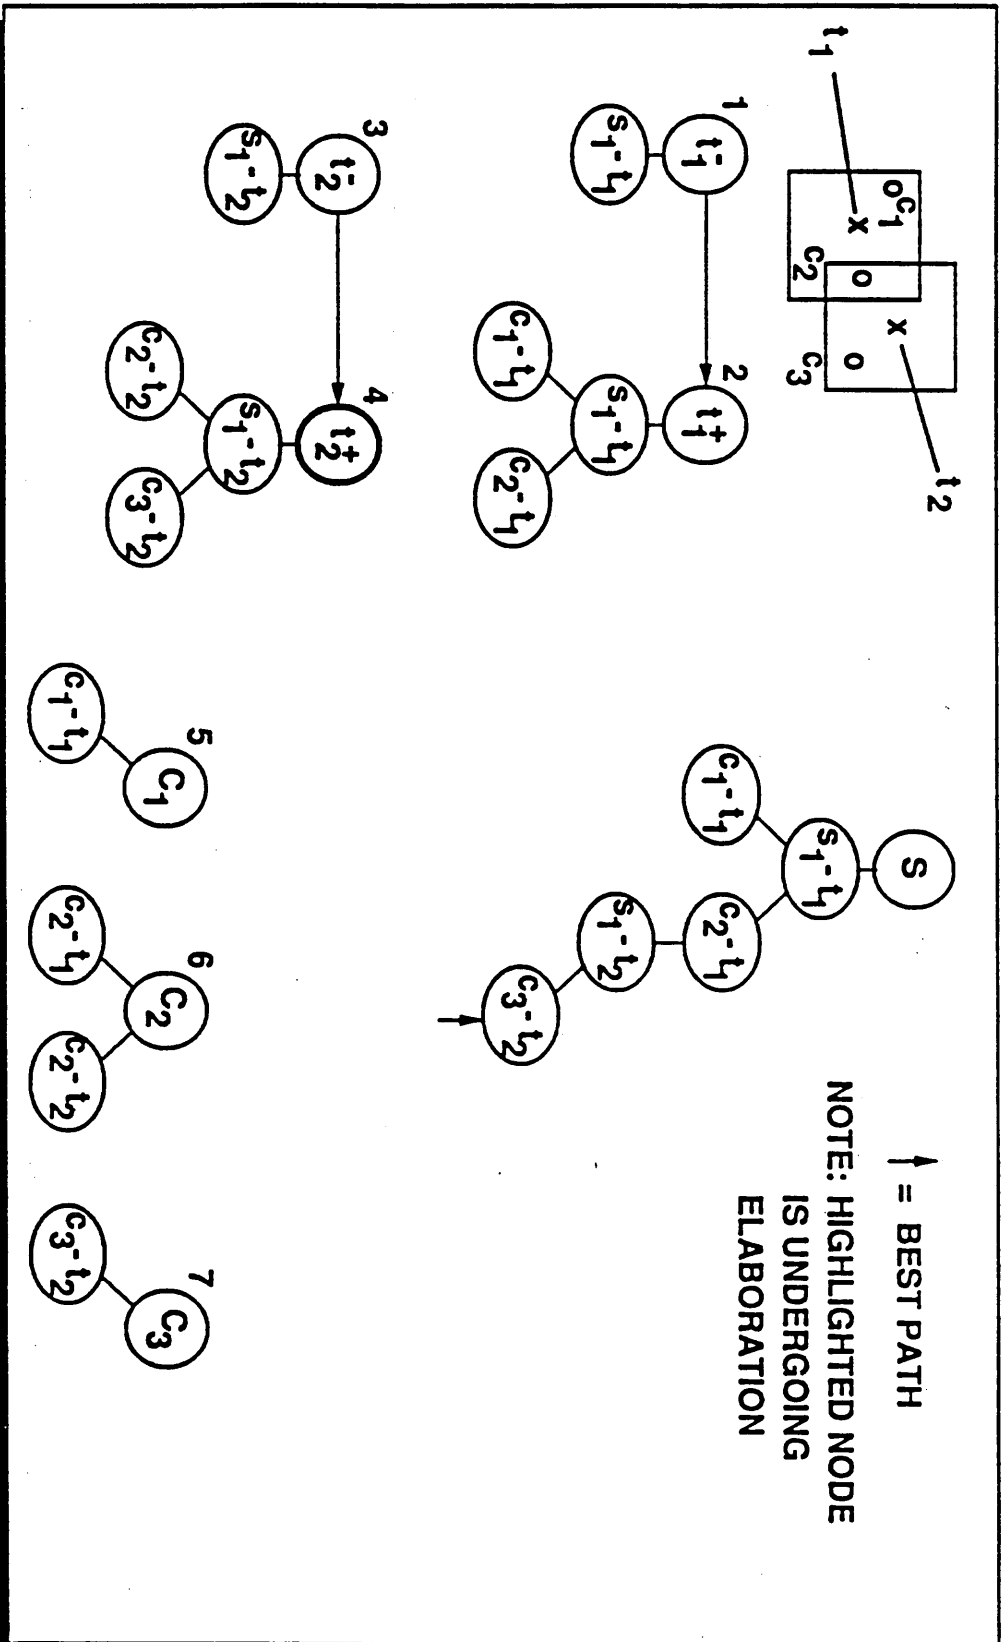 t₁
o c₁
x
c₂
o
x
o
c₃
t₂
1
t₁⁻
s₁-t₁
2
t₁⁺
s₁-t₁
c₁-t₁
c₂-t₁
3
t₂⁻
s₁-t₂
4
t₂⁺
s₁-t₂
c₂-t₂
c₃-t₂
S
s₁-t₁
c₁-t₁
c₂-t₁
s₁-t₂
c₃-t₂
= BEST PATH
NOTE: HIGHLIGHTED NODE
IS UNDERGOING
ELABORATION
5
C₁
c₁-t₁
6
C₂
c₂-t₁
c₂-t₂
7
C₃
c₃-t₂